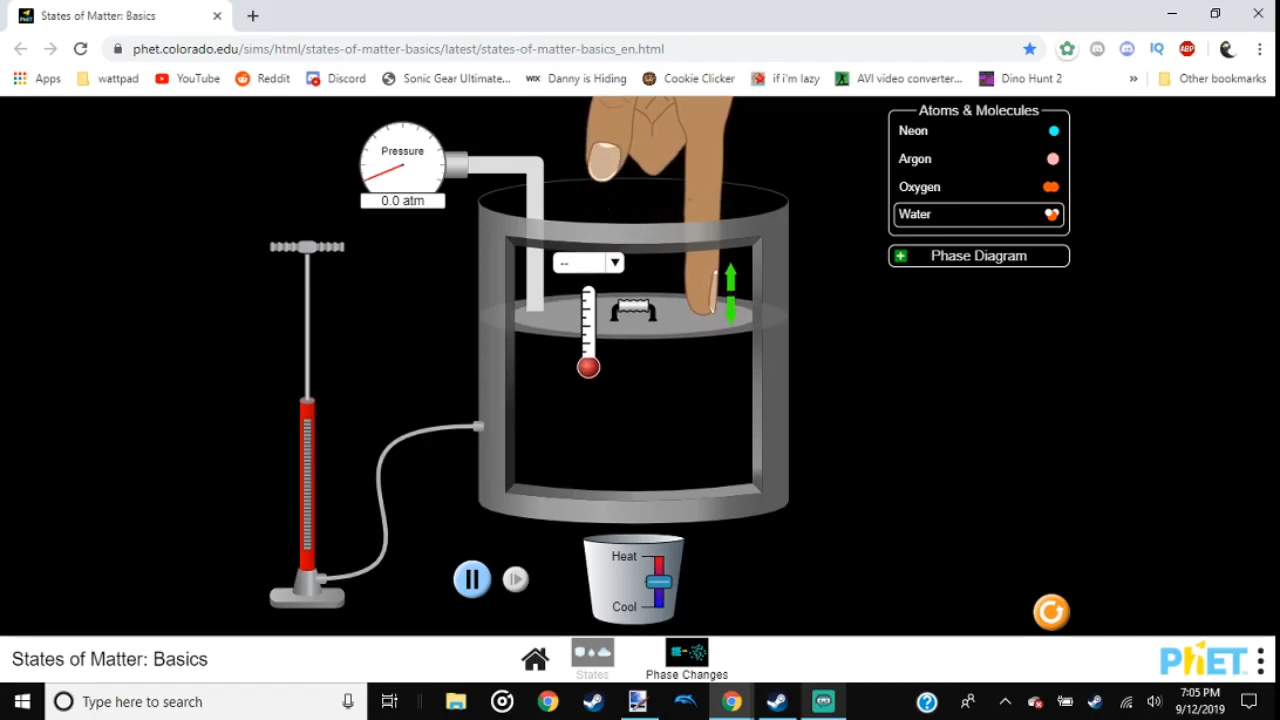 States of Matter: Basics
phet.colorado.edu/sims/html/states-of-matter-basics/latest/states-of-matter-basics_en.html
IQ
ABP
Apps
wattpad
YouTube
Reddit
Discord
Sonic Gear Ultimate...
WIX
Danny is Hiding
Cookie Clicker
if i'm lazy
AVI video converter...
Dino Hunt 2
»
Other bookmarks
Pressure
0.0 atm
--
Atoms & Molecules
Neon
Argon
Oxygen
Water
Phase Diagram
Heat
Cool
States of Matter: Basics
States
Phase Changes
PhET
Type here to search
7:05 PM
9/12/2019